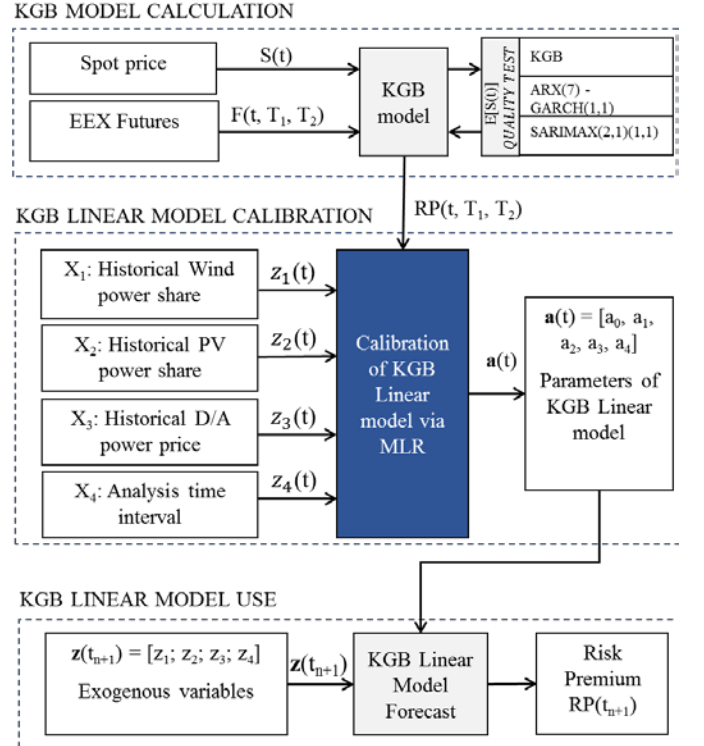 KGB MODEL CALCULATION
Spot price
S(t)
EEX Futures
F(t, T₁, T₂)
KGB
model
E[S(t)]
QUALITY TEST
KGB
ARX(7) -
GARCH(1,1)
SARIMAX(2,1)(1,1)
RP(t, T₁, T₂)
KGB LINEAR MODEL CALIBRATION
X₁: Historical Wind
power share
z₁(t)
X₂: Historical PV
power share
z₂(t)
X₃: Historical D/A
power price
z₃(t)
X₄: Analysis time
interval
z₄(t)
Calibration
of KGB
Linear
model via
MLR
a(t)
a(t) = [a₀, a₁,
a₂, a₃, a₄]
Parameters of
KGB Linear
model
KGB LINEAR MODEL USE
z(tₙ₊₁) = [z₁; z₂; z₃; z₄]
Exogenous variables
z(tₙ₊₁)
KGB Linear
Model
Forecast
Risk
Premium
RP(tₙ₊₁)